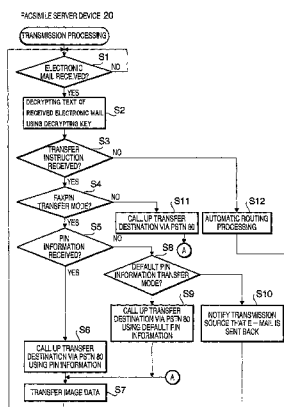 FACSIMILE SERVER DEVICE 20
TRANSMISSION PROCESSING
S1
ELECTRONIC
MAIL RECEIVED?
NO
YES
DECRYPTING TEXT OF
RECEIVED ELECTRONIC MAIL
USING DECRYPTING KEY
S2
S3
TRANSFER
INSTRUCTION
RECEIVED?
NO
YES
S4
FAXPIN
TRANSFER MODE?
NO
YES
S11
CALL UP TRANSFER
DESTINATION VIA PSTN 80
A
S12
AUTOMATIC ROUTING
PROCESSING
S5
PIN
INFORMATION
RECEIVED?
NO
YES
S8
DEFAULT PIN
INFORMATION TRANSFER
MODE?
NO
YES
S9
CALL UP TRANSFER
DESTINATION VIA PSTN 80
USING DEFAULT PIN
INFORMATION
S10
NOTIFY TRANSMISSION
SOURCE THAT E-MAIL IS
SENT BACK
S6
CALL UP TRANSFER
DESTINATION VIA PSTN 80
USING PIN INFORMATION
A
S7
TRANSFER IMAGE DATA